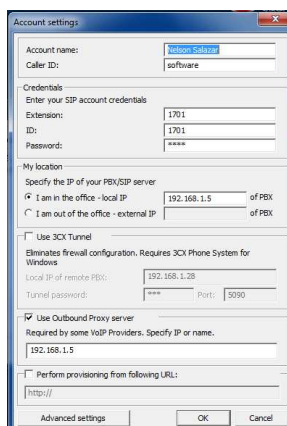 Account settings
Account name: Nelson Salazar
Caller ID: software
Credentials
Enter your SIP account credentials
Extension: 1701
ID: 1701
Password: ****
My location
Specify the IP of your PBX/SIP server
I am in the office - local IP 192.168.1.5 of PBX
I am out of the office - external IP of PBX
Use 3CX Tunnel
Eliminates firewall configuration. Requires 3CX Phone System for
Windows
Local IP of remote PBX: 192.168.1.28
Tunnel password: *** Port: 5090
Use Outbound Proxy server
Required by some VoIP Providers. Specify IP or name.
192.168.1.5
Perform provisioning from following URL:
http://
Advanced settings OK Cancel